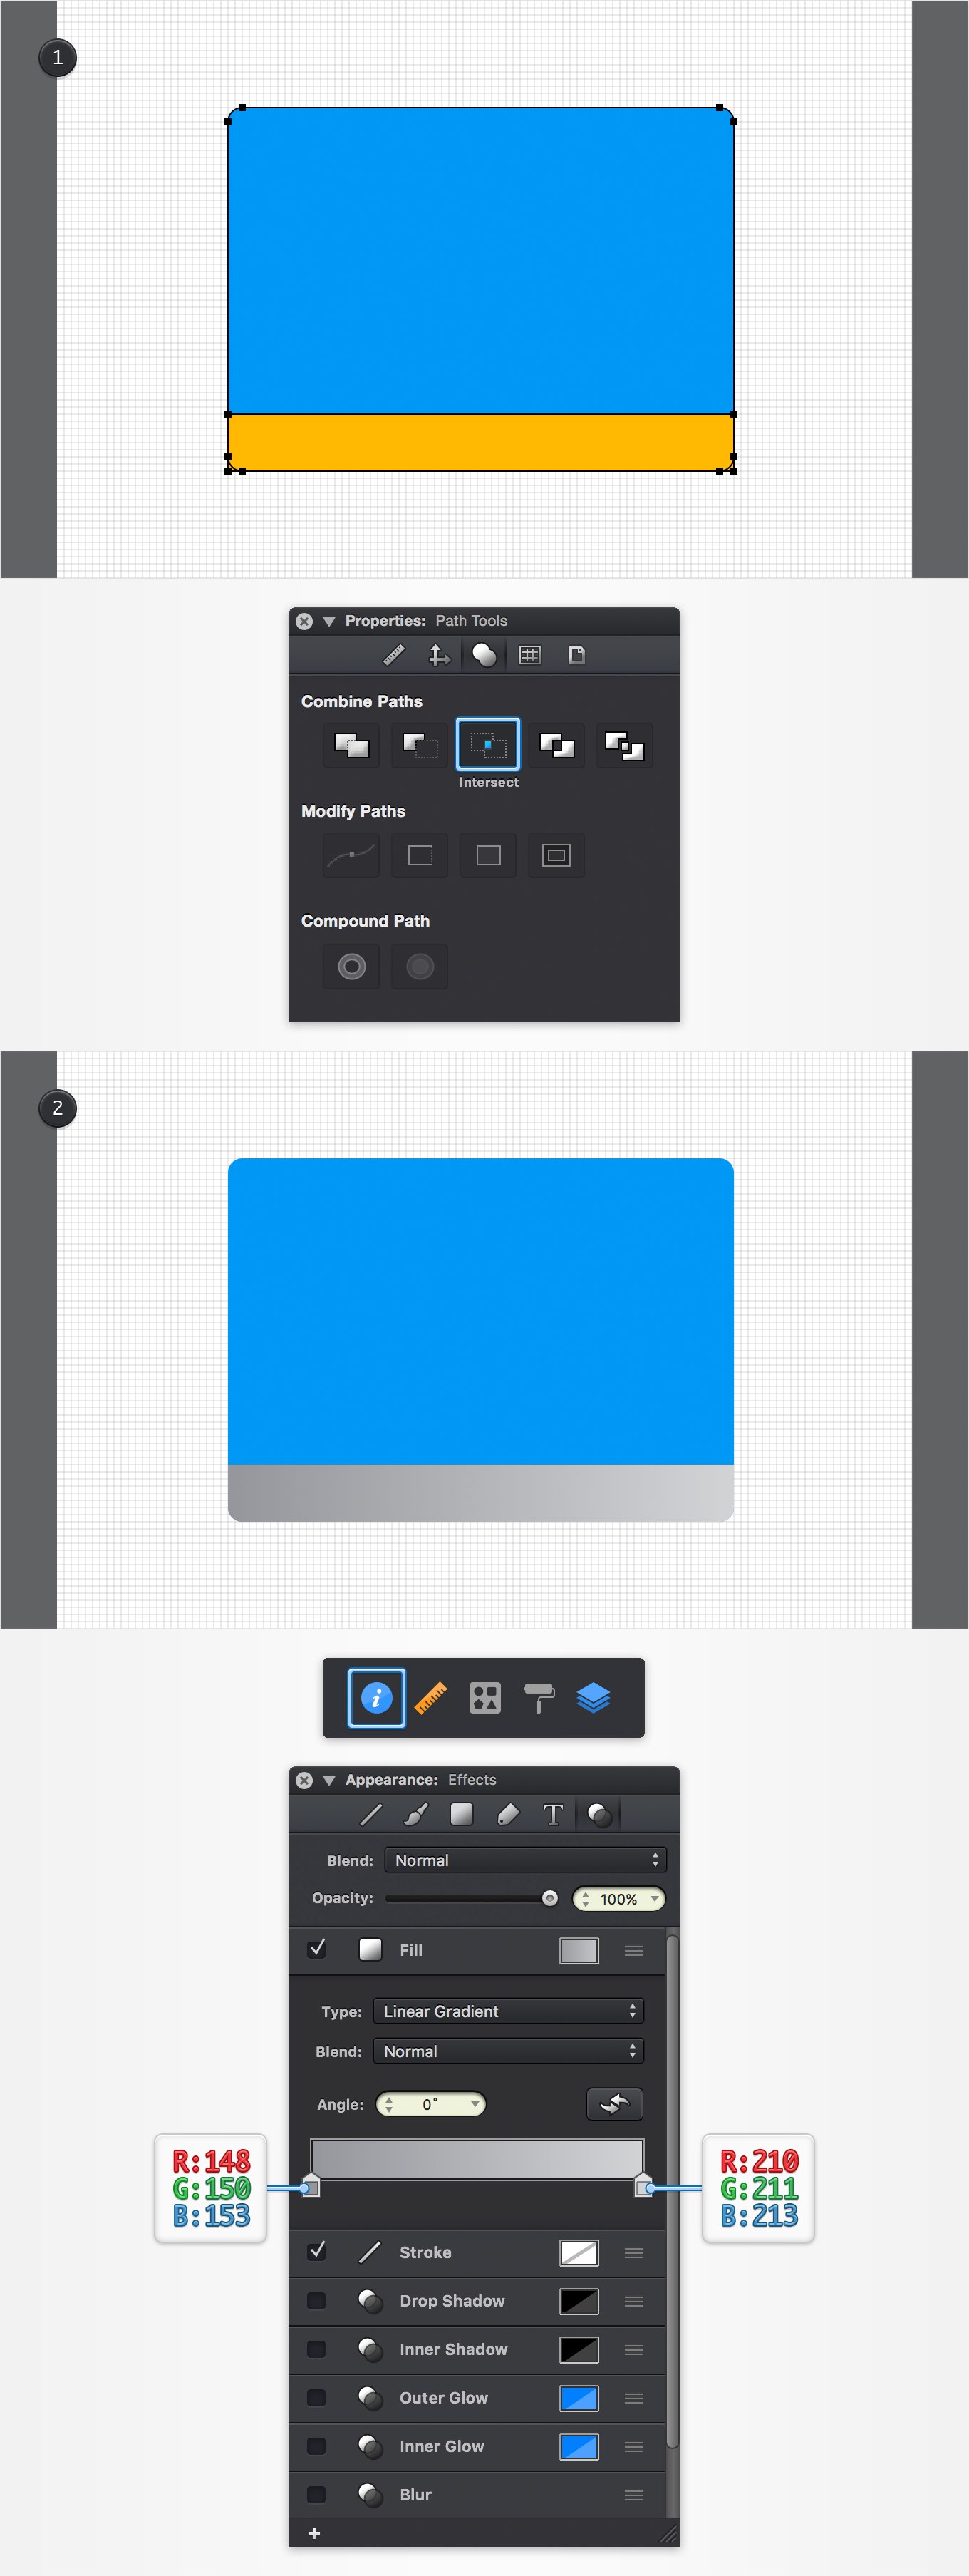 1
Properties: Path Tools
Combine Paths
Intersect
Modify Paths
Compound Path
2
i
Appearance: Effects
T
Blend: Normal
Opacity: 100%
Fill
Type: Linear Gradient
Blend: Normal
Angle: 0°
R:148
G:150
B:153
R:210
G:211
B:213
Stroke
Drop Shadow
Inner Shadow
Outer Glow
Inner Glow
Blur
+